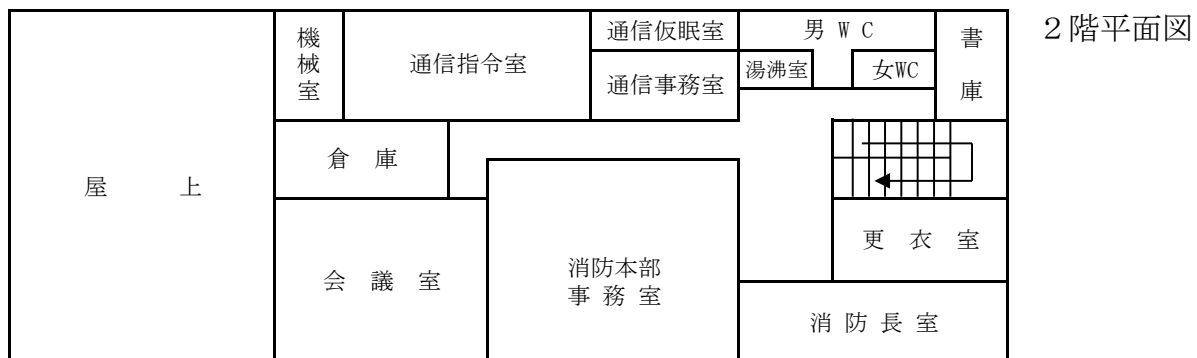 ２階平面図
機械室
通信指令室
通信仮眠室
男 ＷＣ
書庫
通信事務室
湯沸室
女WC
倉 庫
屋 上
更 衣 室
会 議 室
消防本部
事 務 室
消 防 長 室